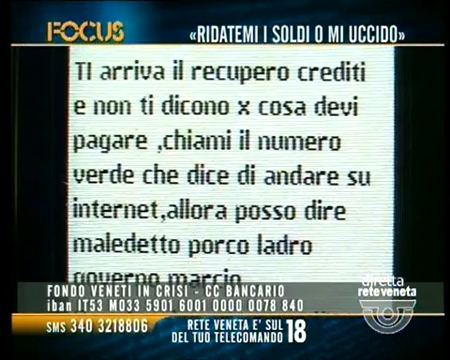 FOCUS
«RIDATEMI I SOLDI O MI UCCIDO»
TI arriva il recupero crediti
e non ti dicono x cosa devi
pagare ,chiami il numero
verde che dice di andare su
internet,allora posso dire
maledetto porco ladro
governo marcio
FONDO VENETI IN CRISI - CC BANCARIO
iban IT53 M033 5901 6001 0000 0078 840
diretta
reteveneta
SMS 340 3218806
RETE VENETA E' SUL
DEL TUO TELECOMANDO
18